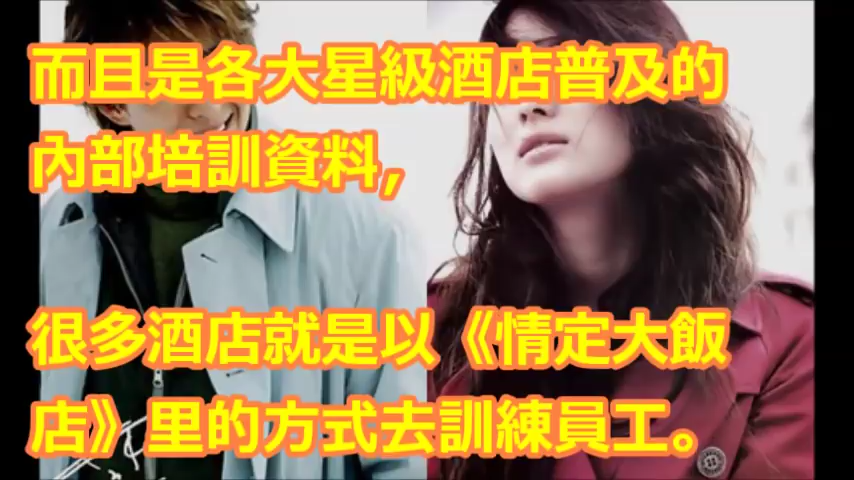 而且是各大星級酒店普及的
內部培訓資料,
很多酒店就是以《情定大飯
店》里的方式去訓練員工。